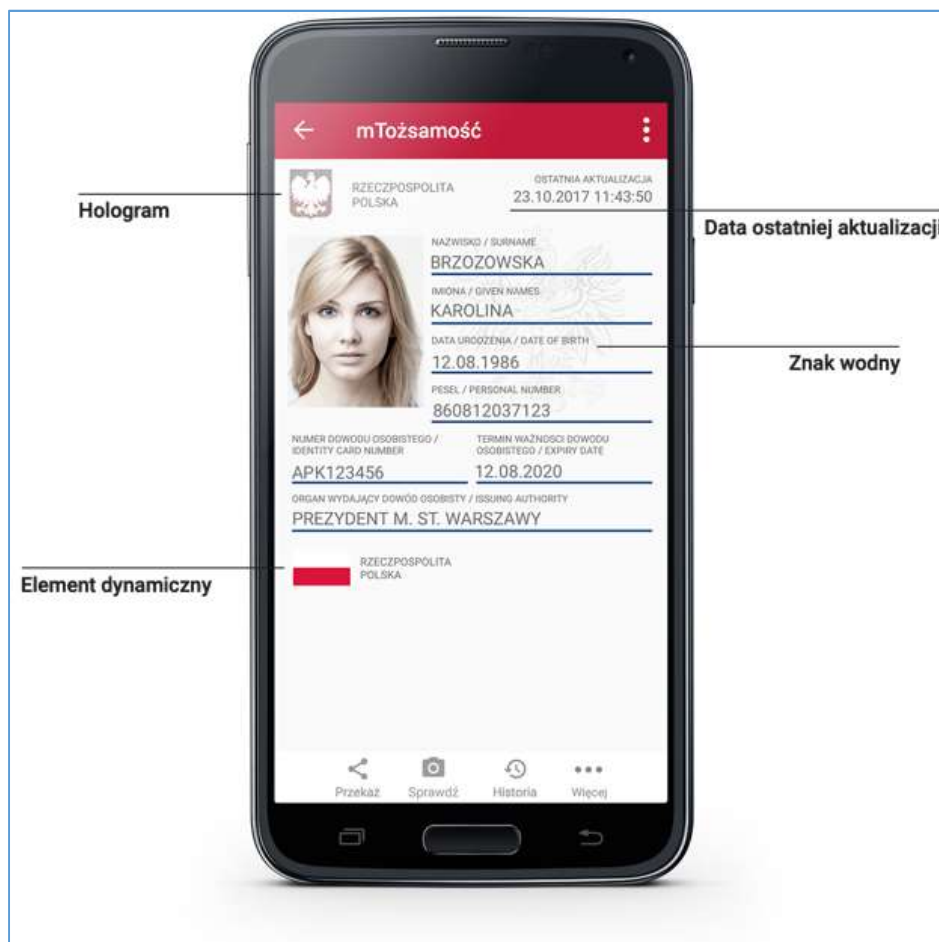 mTożsamość
RZECZPOSPOLITA
POLSKA
OSTATNIA AKTUALIZACJA
23.10.2017 11:43:50
Hologram
Data ostatniej aktualizacji
NAZWISKO / SURNAME
BRZOZOWSKA
IMIONA / GIVEN NAMES
KAROLINA
DATA URODZENIA / DATE OF BIRTH
12.08.1986
Znak wodny
PESEL / PERSONAL NUMBER
860812037123
NUMER DOWODU OSOBISTEGO /
IDENTITY CARD NUMBER
APK123456
TERMIN WAŻNOŚCI DOWODU
OSOBISTEGO / EXPIRY DATE
12.08.2020
ORGAN WYDAJĄCY DOWÓD OSOBISTY / ISSUING AUTHORITY
PREZYDENT M. ST. WARSZAWY
RZECZPOSPOLITA
POLSKA
Element dynamiczny
Przekaż Sprawdź Historia Więcej